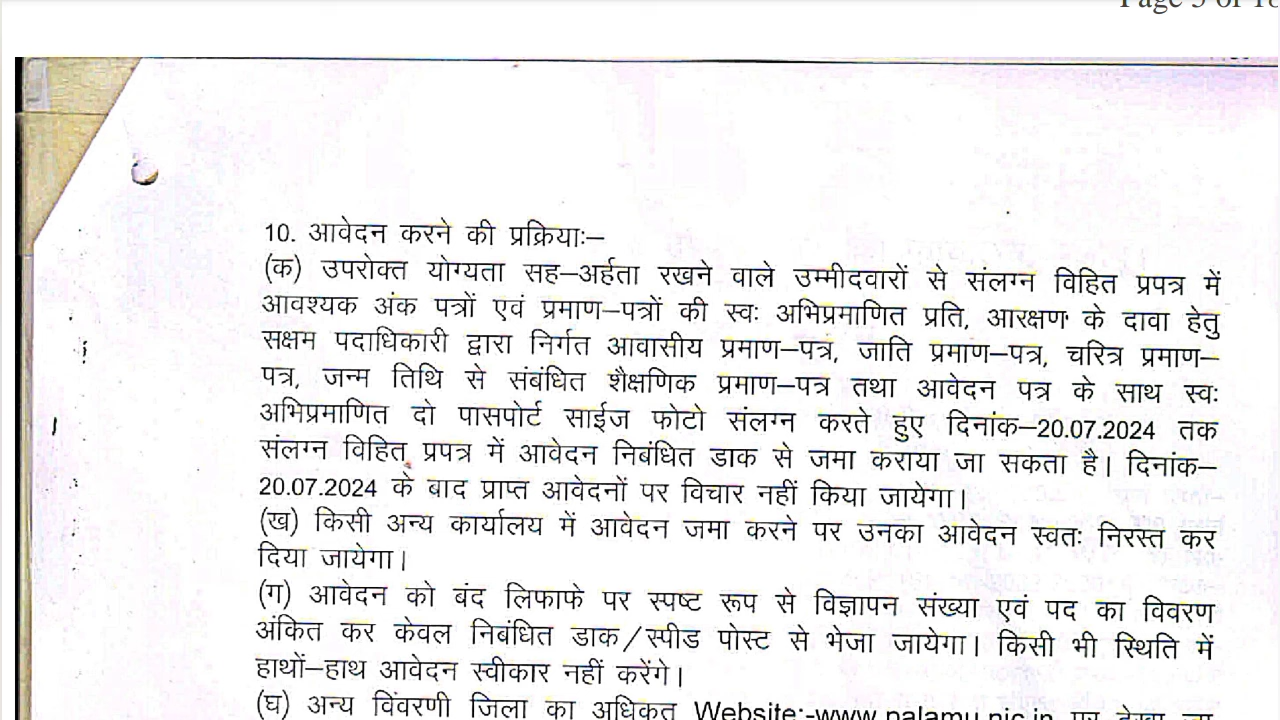 Page 5 of 18
10. आवेदन करने की प्रक्रियाः–
(क) उपरोक्त योग्यता सह–अर्हता रखने वाले उम्मीदवारों से संलग्न विहित प्रपत्र में
आवश्यक अंक पत्रों एवं प्रमाण–पत्रों की स्वः अभिप्रमाणित प्रति, आरक्षण के दावा हेतु
सक्षम पदाधिकारी द्वारा निर्गत आवासीय प्रमाण–पत्र, जाति प्रमाण–पत्र, चरित्र प्रमाण–
पत्र, जन्म तिथि से संबंधित शैक्षणिक प्रमाण–पत्र तथा आवेदन पत्र के साथ स्वः
अभिप्रमाणित दो पासपोर्ट साईज फोटो संलग्न करते हुए दिनांक–20.07.2024 तक
संलग्न विहित प्रपत्र में आवेदन निबंधित डाक से जमा कराया जा सकता है। दिनांक–
20.07.2024 के बाद प्राप्त आवेदनों पर विचार नहीं किया जायेगा।
(ख) किसी अन्य कार्यालय में आवेदन जमा करने पर उनका आवेदन स्वतः निरस्त कर
दिया जायेगा।
(ग) आवेदन को बंद लिफाफे पर स्पष्ट रूप से विज्ञापन संख्या एवं पद का विवरण
अंकित कर केवल निबंधित डाक/स्पीड पोस्ट से भेजा जायेगा। किसी भी स्थिति में
हाथों–हाथ आवेदन स्वीकार नहीं करेंगे।
(घ) अन्य विंवरणी जिला का अधिकृत Website:-www.palamu.nic.in पर देखा जा